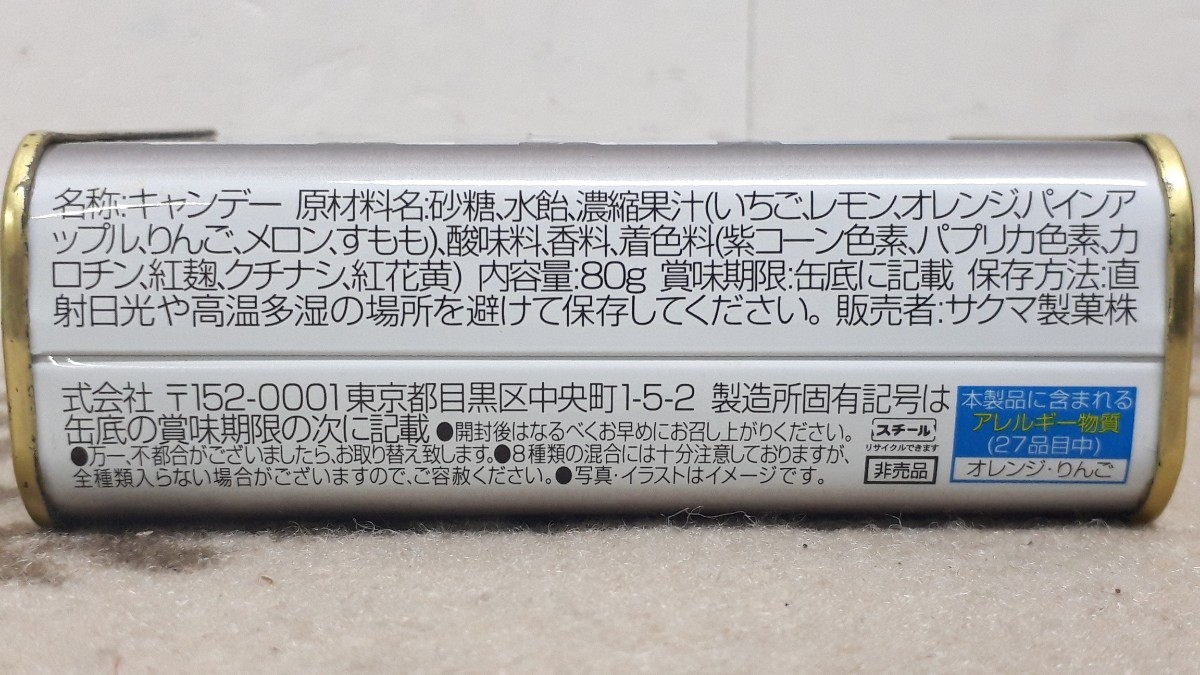 名称:キャンデー 原材料名:砂糖、水飴、濃縮果汁(いちご、レモン、オレンジ、パインア
ップル、りんご、メロン、すもも)、酸味料、香料、着色料(紫コーン色素、パプリカ色素、カ
ロチン、紅麹、クチナシ、紅花黄) 内容量:80g 賞味期限:缶底に記載 保存方法:直
射日光や高温多湿の場所を避けて保存してください。 販売者:サクマ製菓株
式会社 〒152-0001東京都目黒区中央町1-5-2 製造所固有記号は
缶底の賞味期限の次に記載 ●開封後はなるべくお早めにお召し上がりください。
●万一、不都合がございましたら、お取り替え致します。●8種類の混合には十分注意しておりますが、
全種類入らない場合がございますので、ご容赦ください。●写真・イラストはイメージです。
スチール
リサイクルできます
非売品
本製品に含まれる
アレルギー物質
(27品目中)
オレンジ・りんご